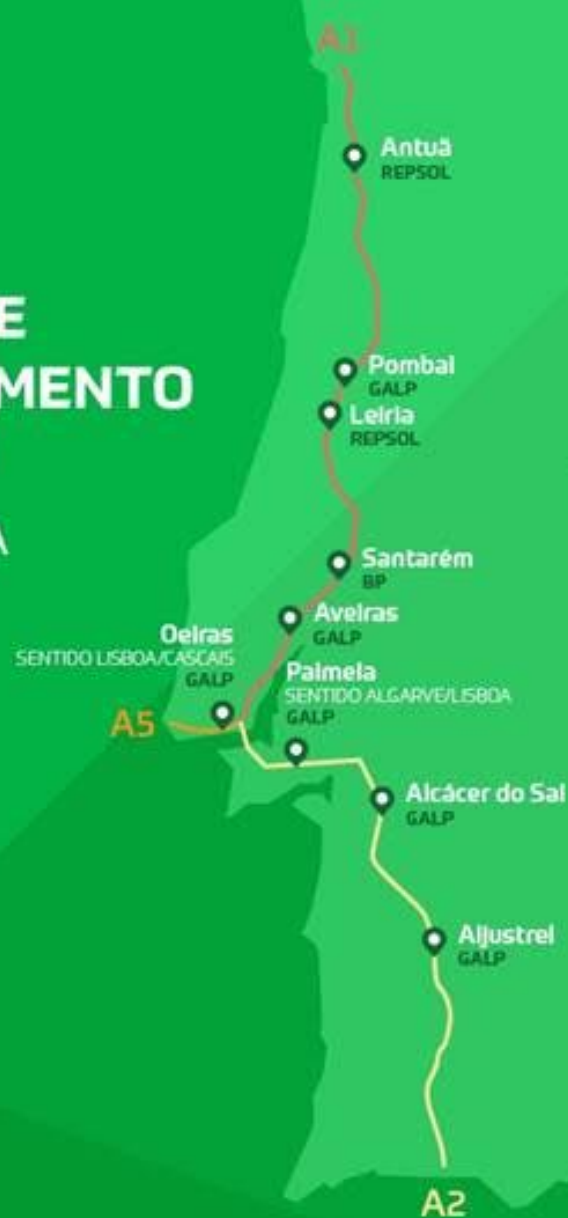 A1
Antuã
REPSOL
E
MENTO
A
Pombal
GALP
Leiria
REPSOL
Santarém
BP
Aveiras
GALP
Oeiras
SENTIDO LISBOA/CASCAIS
GALP
Palmela
SENTIDO ALGARVE/LISBOA
GALP
A5
Alcácer do Sal
GALP
Aljustrel
GALP
A2